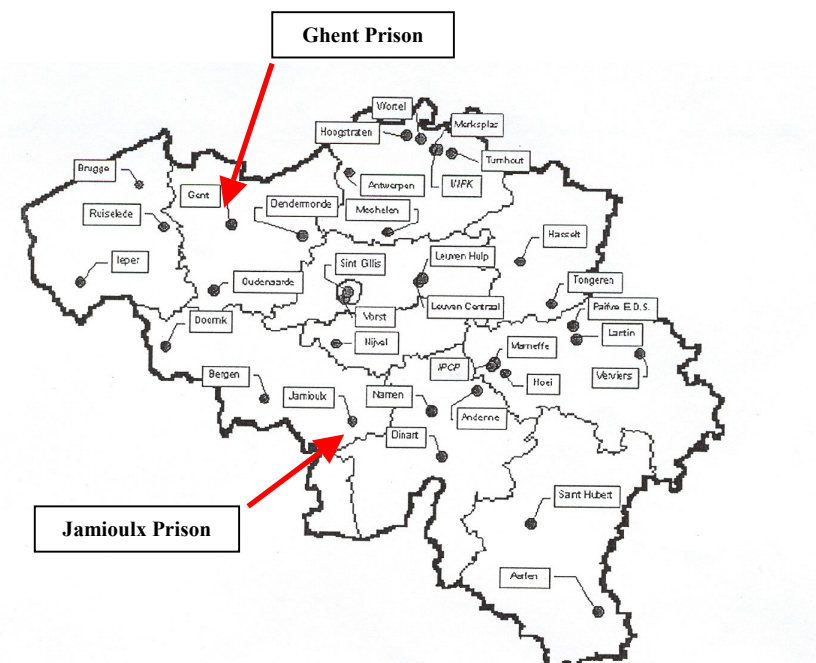 Ghent Prison
Wortel
Hoogstraten
Merksplas
Turnhout
Brugge
Gent
Antwerpen
Dendermonde
Mechelen
Ruiselede
Hasselt
Ieper
Sint Gillis
Leuven Hulp
Oudenaarde
Tongeren
Vorst
Leuven Centraal
Paifve E.D.S.
Doornik
Lantin
Nijvel
Marneffe
IPCP
Hoei
Verviers
Bergen
Jamioulx
Namen
Andenne
Dinart
Saint Hubert
Jamioulx Prison
Aarlen